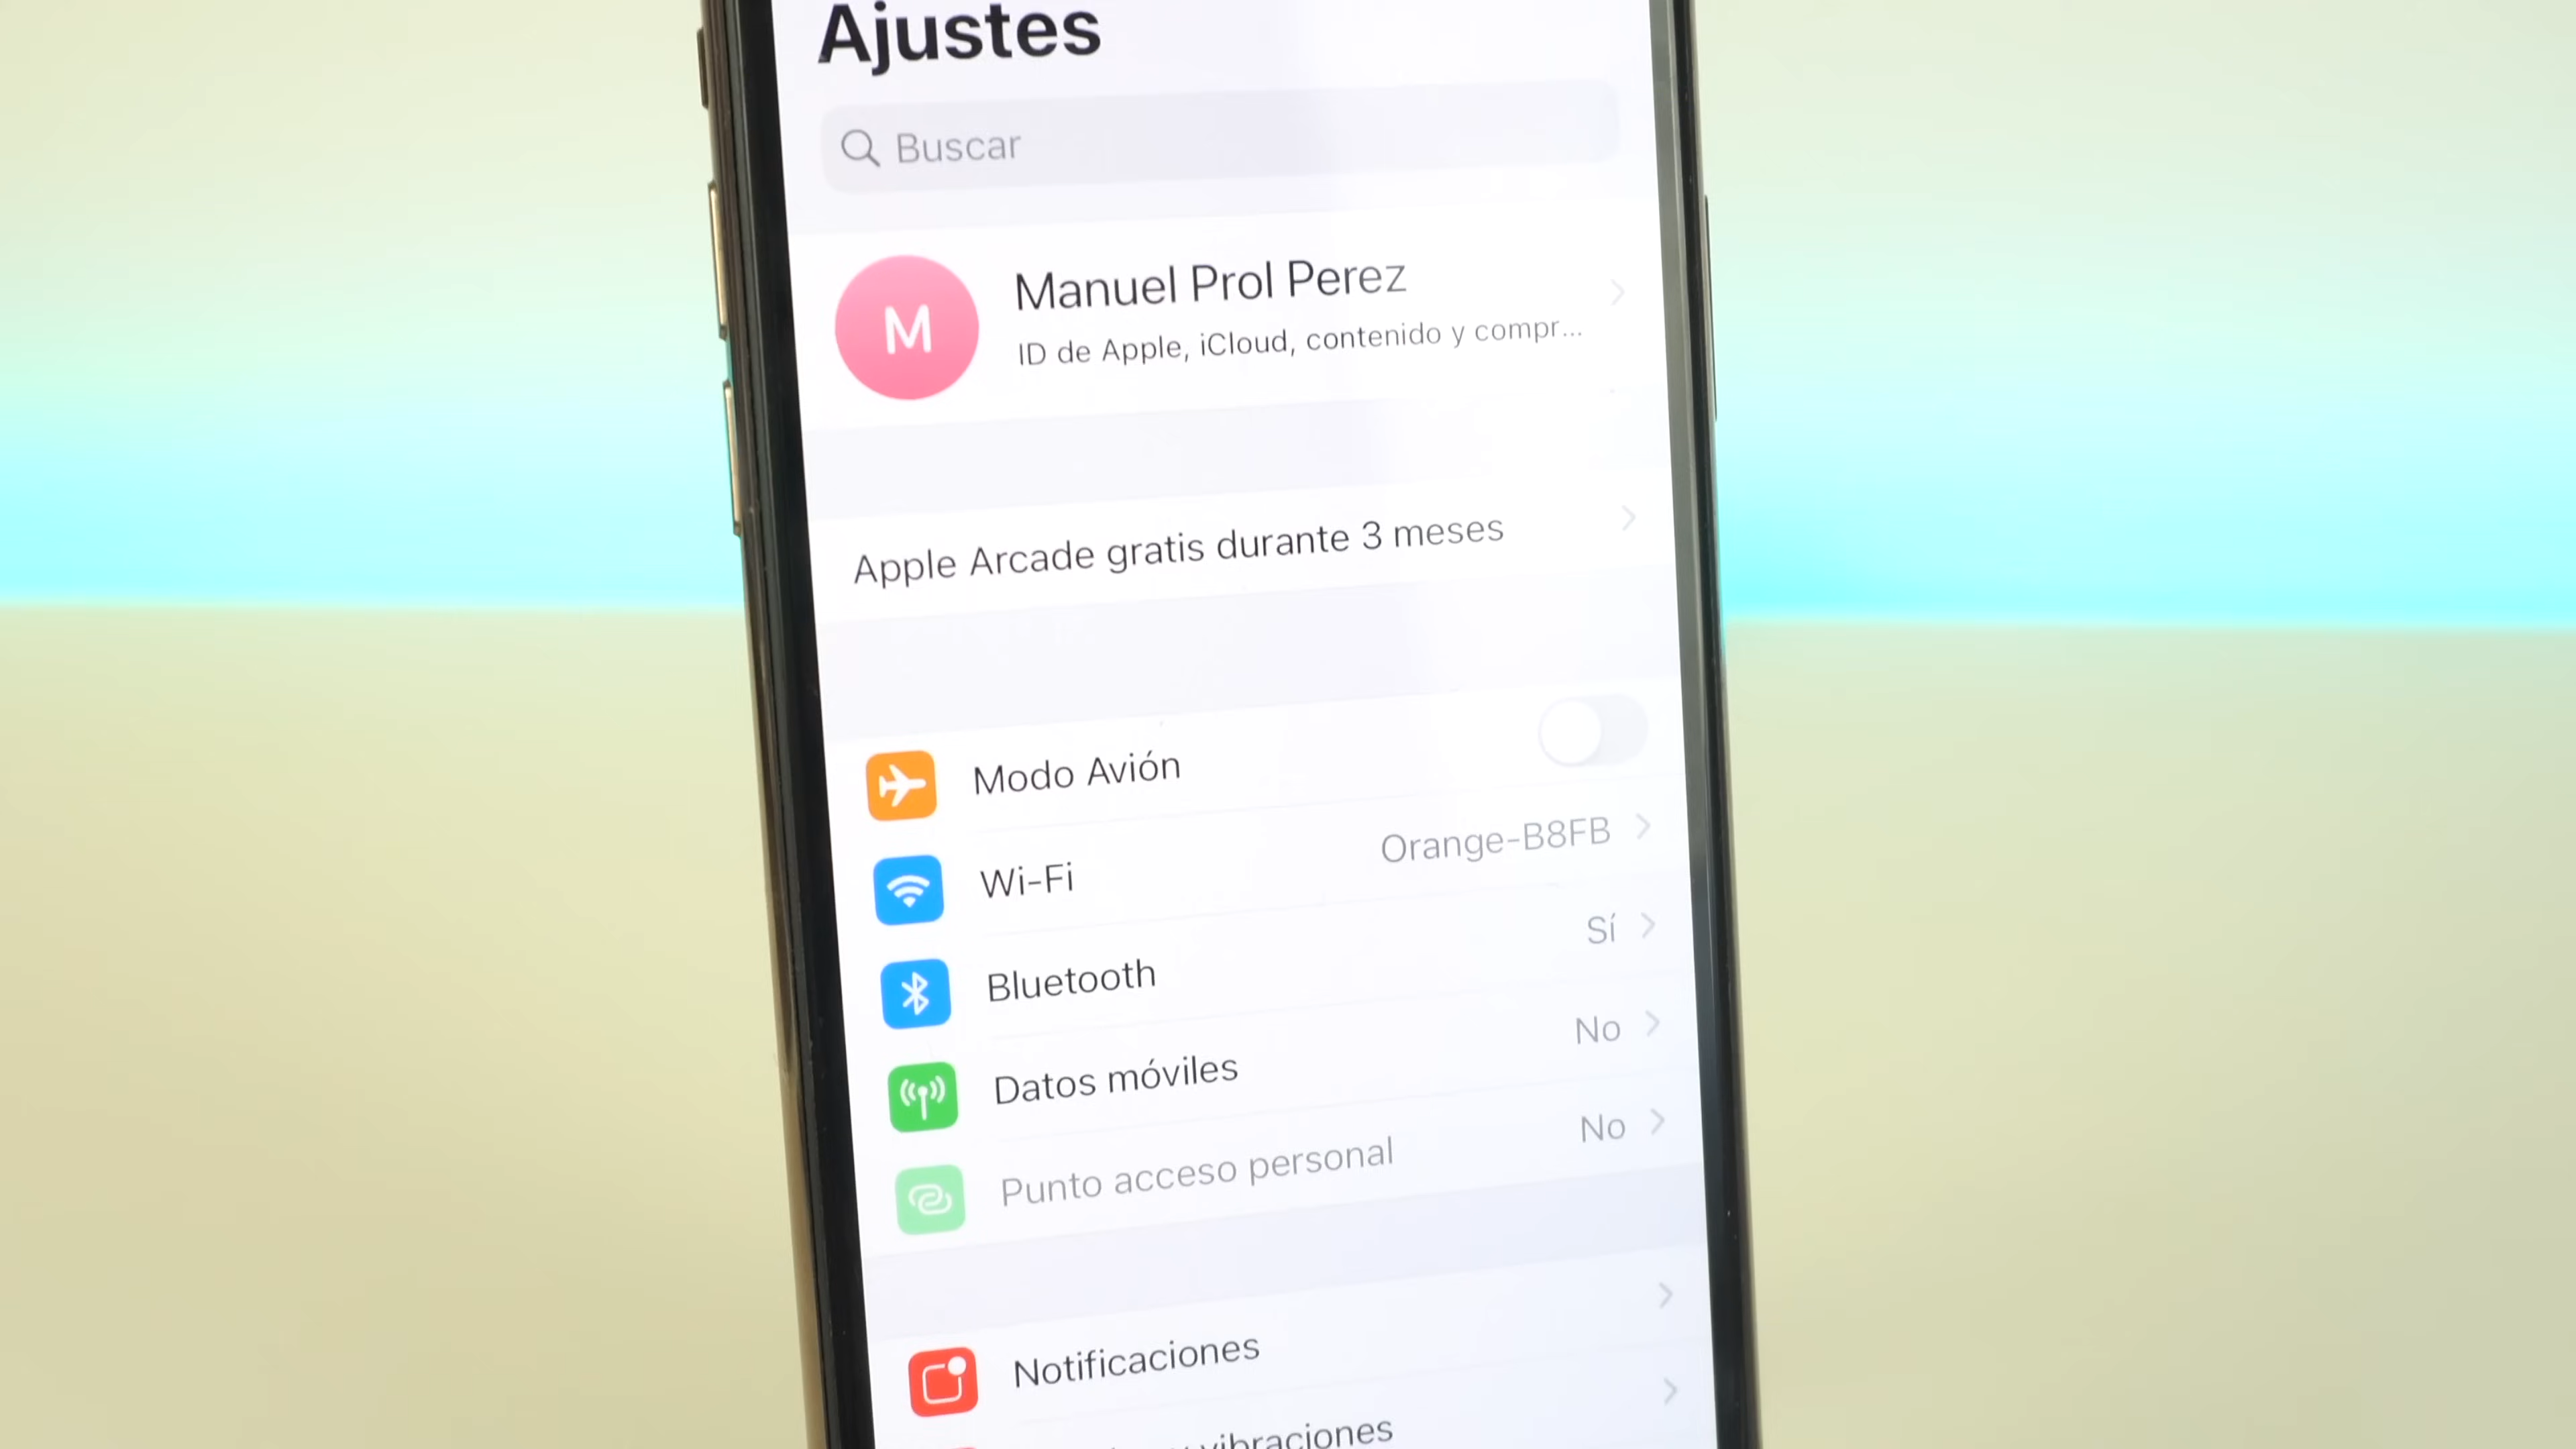 Ajustes
Buscar
M
Manuel Prol Perez
ID de Apple, iCloud, contenido y compr...
Apple Arcade gratis durante 3 meses
Modo Avión
Wi-Fi Orange-B8FB
Bluetooth Sí
Datos móviles No
Punto acceso personal No
Notificaciones
vibraciones